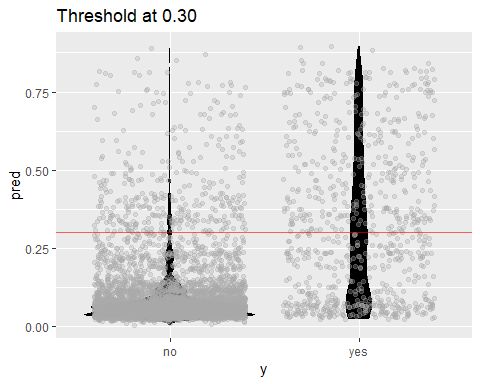 Threshold at 0.30
0.75
0.50
0.25
0.00
pred
no yes
y